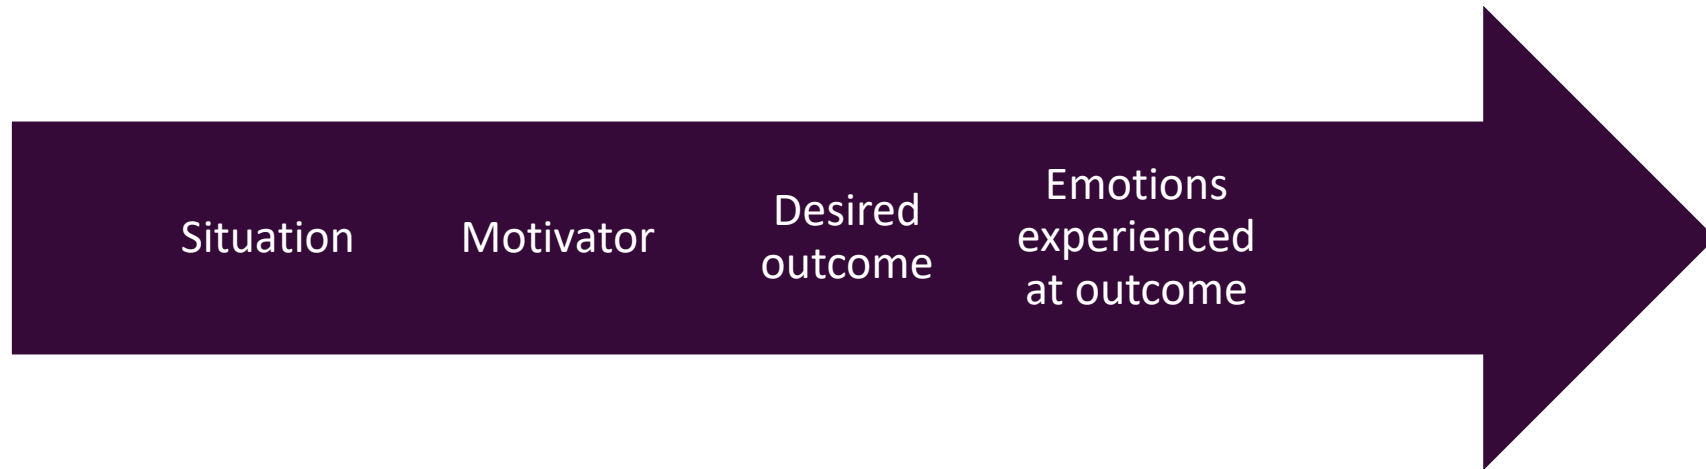 Situation
Motivator
Desired
outcome
Emotions
experienced
at outcome